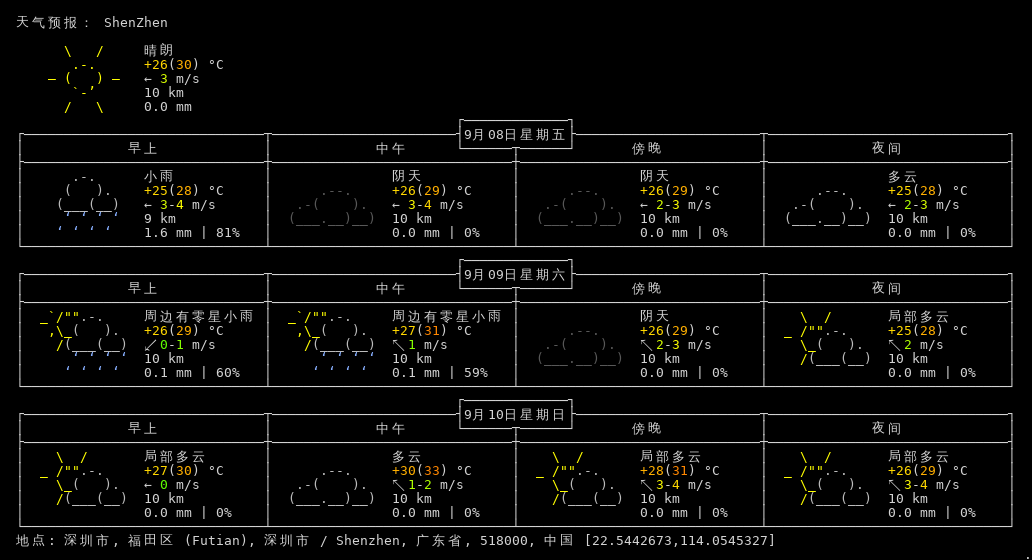 天气预报： ShenZhen
晴朗
+26(30) °C
← 3 m/s
10 km
0.0 mm
9月08日星期五
早上 中午 傍晚 夜间
小雨 阴天 阴天 多云
+25(28) °C +26(29) °C +26(29) °C +25(28) °C
← 3-4 m/s ← 3-4 m/s ← 2-3 m/s ← 2-3 m/s
9 km 10 km 10 km 10 km
1.6 mm | 81% 0.0 mm | 0% 0.0 mm | 0% 0.0 mm | 0%
9月09日星期六
早上 中午 傍晚 夜间
周边有零星小雨 周边有零星小雨 阴天 局部多云
+26(29) °C +27(31) °C +26(29) °C +25(28) °C
↙ 0-1 m/s ↖ 1 m/s ↖ 2-3 m/s ↖ 2 m/s
10 km 10 km 10 km 10 km
0.1 mm | 60% 0.1 mm | 59% 0.0 mm | 0% 0.0 mm | 0%
9月10日星期日
早上 中午 傍晚 夜间
局部多云 多云 局部多云 局部多云
+27(30) °C +30(33) °C +28(31) °C +26(29) °C
← 0 m/s ↖ 1-2 m/s ↖ 3-4 m/s ↖ 3-4 m/s
10 km 10 km 10 km 10 km
0.0 mm | 0% 0.0 mm | 0% 0.0 mm | 0% 0.0 mm | 0%
地点: 深圳市, 福田区 (Futian), 深圳市 / Shenzhen, 广东省, 518000, 中国 [22.5442673,114.0545327]